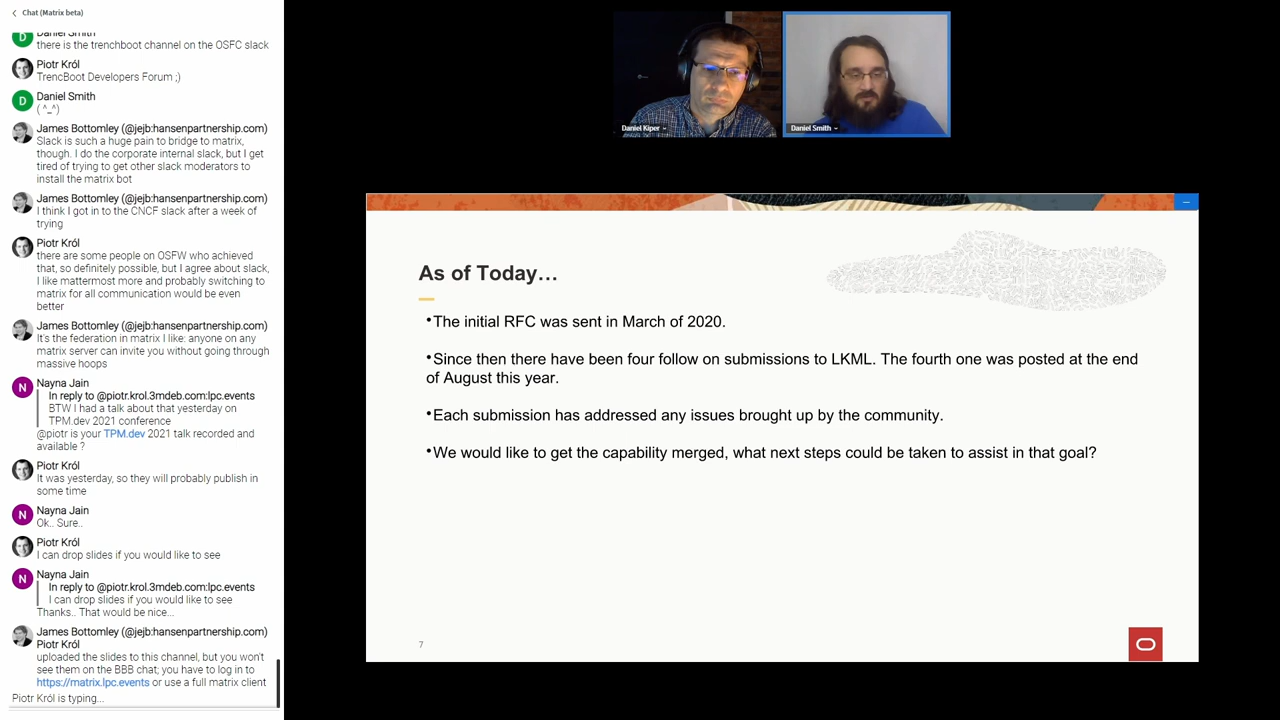 Chat (Matrix beta)
Daniel Smith
there is the trenchboot channel on the OSFC slack
Piotr Król
TrencBoot Developers Forum ;)
D
Daniel Smith
( ^_^)
James Bottomley (@jejb:hansenpartnership.com)
Slack is such a huge pain to bridge to matrix,
though. I do the corporate internal slack, but I get
tired of trying to get other slack moderators to
install the matrix bot
James Bottomley (@jejb:hansenpartnership.com)
I think I got in to the CNCF slack after a week of
trying
Piotr Król
there are some people on OSFW who achieved
that, so definitely possible, but I agree about slack,
I like mattermost more and probably switching to
matrix for all communication would be even
better
James Bottomley (@jejb:hansenpartnership.com)
It's the federation in matrix I like: anyone on any
matrix server can invite you without going through
massive hoops
N
Nayna Jain
In reply to @piotr.krol.3mdeb.com:lpc.events
BTW I had a talk about that yesterday on
TPM.dev 2021 conference
@piotr is your TPM.dev 2021 talk recorded and
available ?
Piotr Król
It was yesterday, so they will probably publish in
some time
N
Nayna Jain
Ok.. Sure..
Piotr Król
I can drop slides if you would like to see
N
Nayna Jain
In reply to @piotr.krol.3mdeb.com:lpc.events
I can drop slides if you would like to see
Thanks.. That would be nice...
James Bottomley (@jejb:hansenpartnership.com)
Piotr Król
uploaded the slides to this channel, but you won't
see them on the BBB chat; you have to log in to
https://matrix.lpc.events or use a full matrix client
Piotr Król is typing...
Daniel Kiper
Daniel Smith
As of Today…
•The initial RFC was sent in March of 2020.
•Since then there have been four follow on submissions to LKML. The fourth one was posted at the end
of August this year.
•Each submission has addressed any issues brought up by the community.
•We would like to get the capability merged, what next steps could be taken to assist in that goal?
7